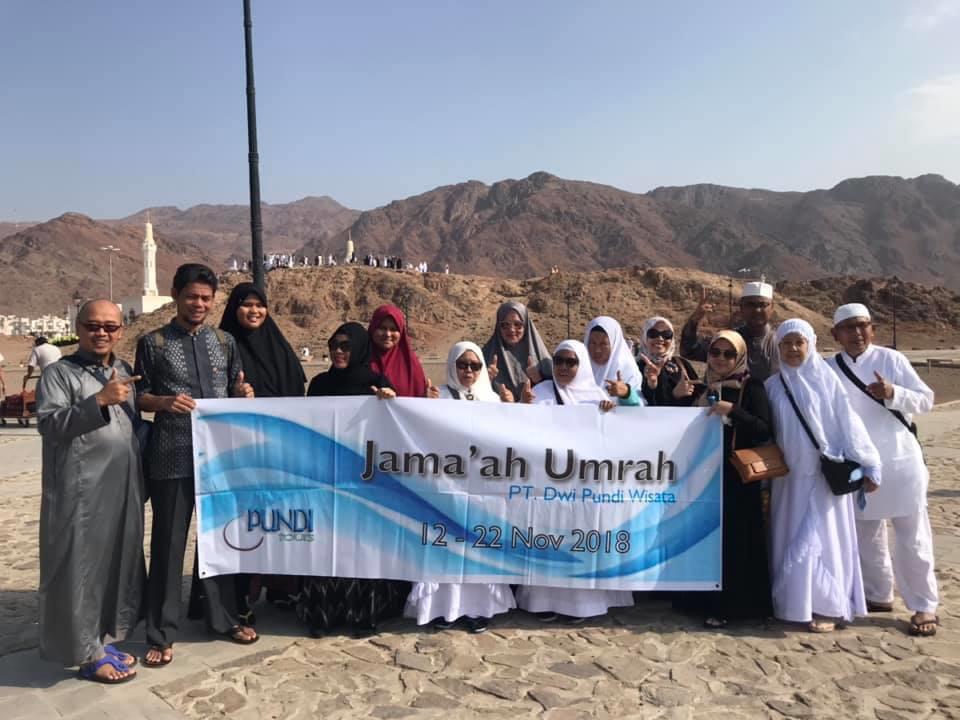 Jama'ah Umrah
PT. Dwi Pundi Wisata
PUNDI
TOURS
12 - 22 Nov 2018